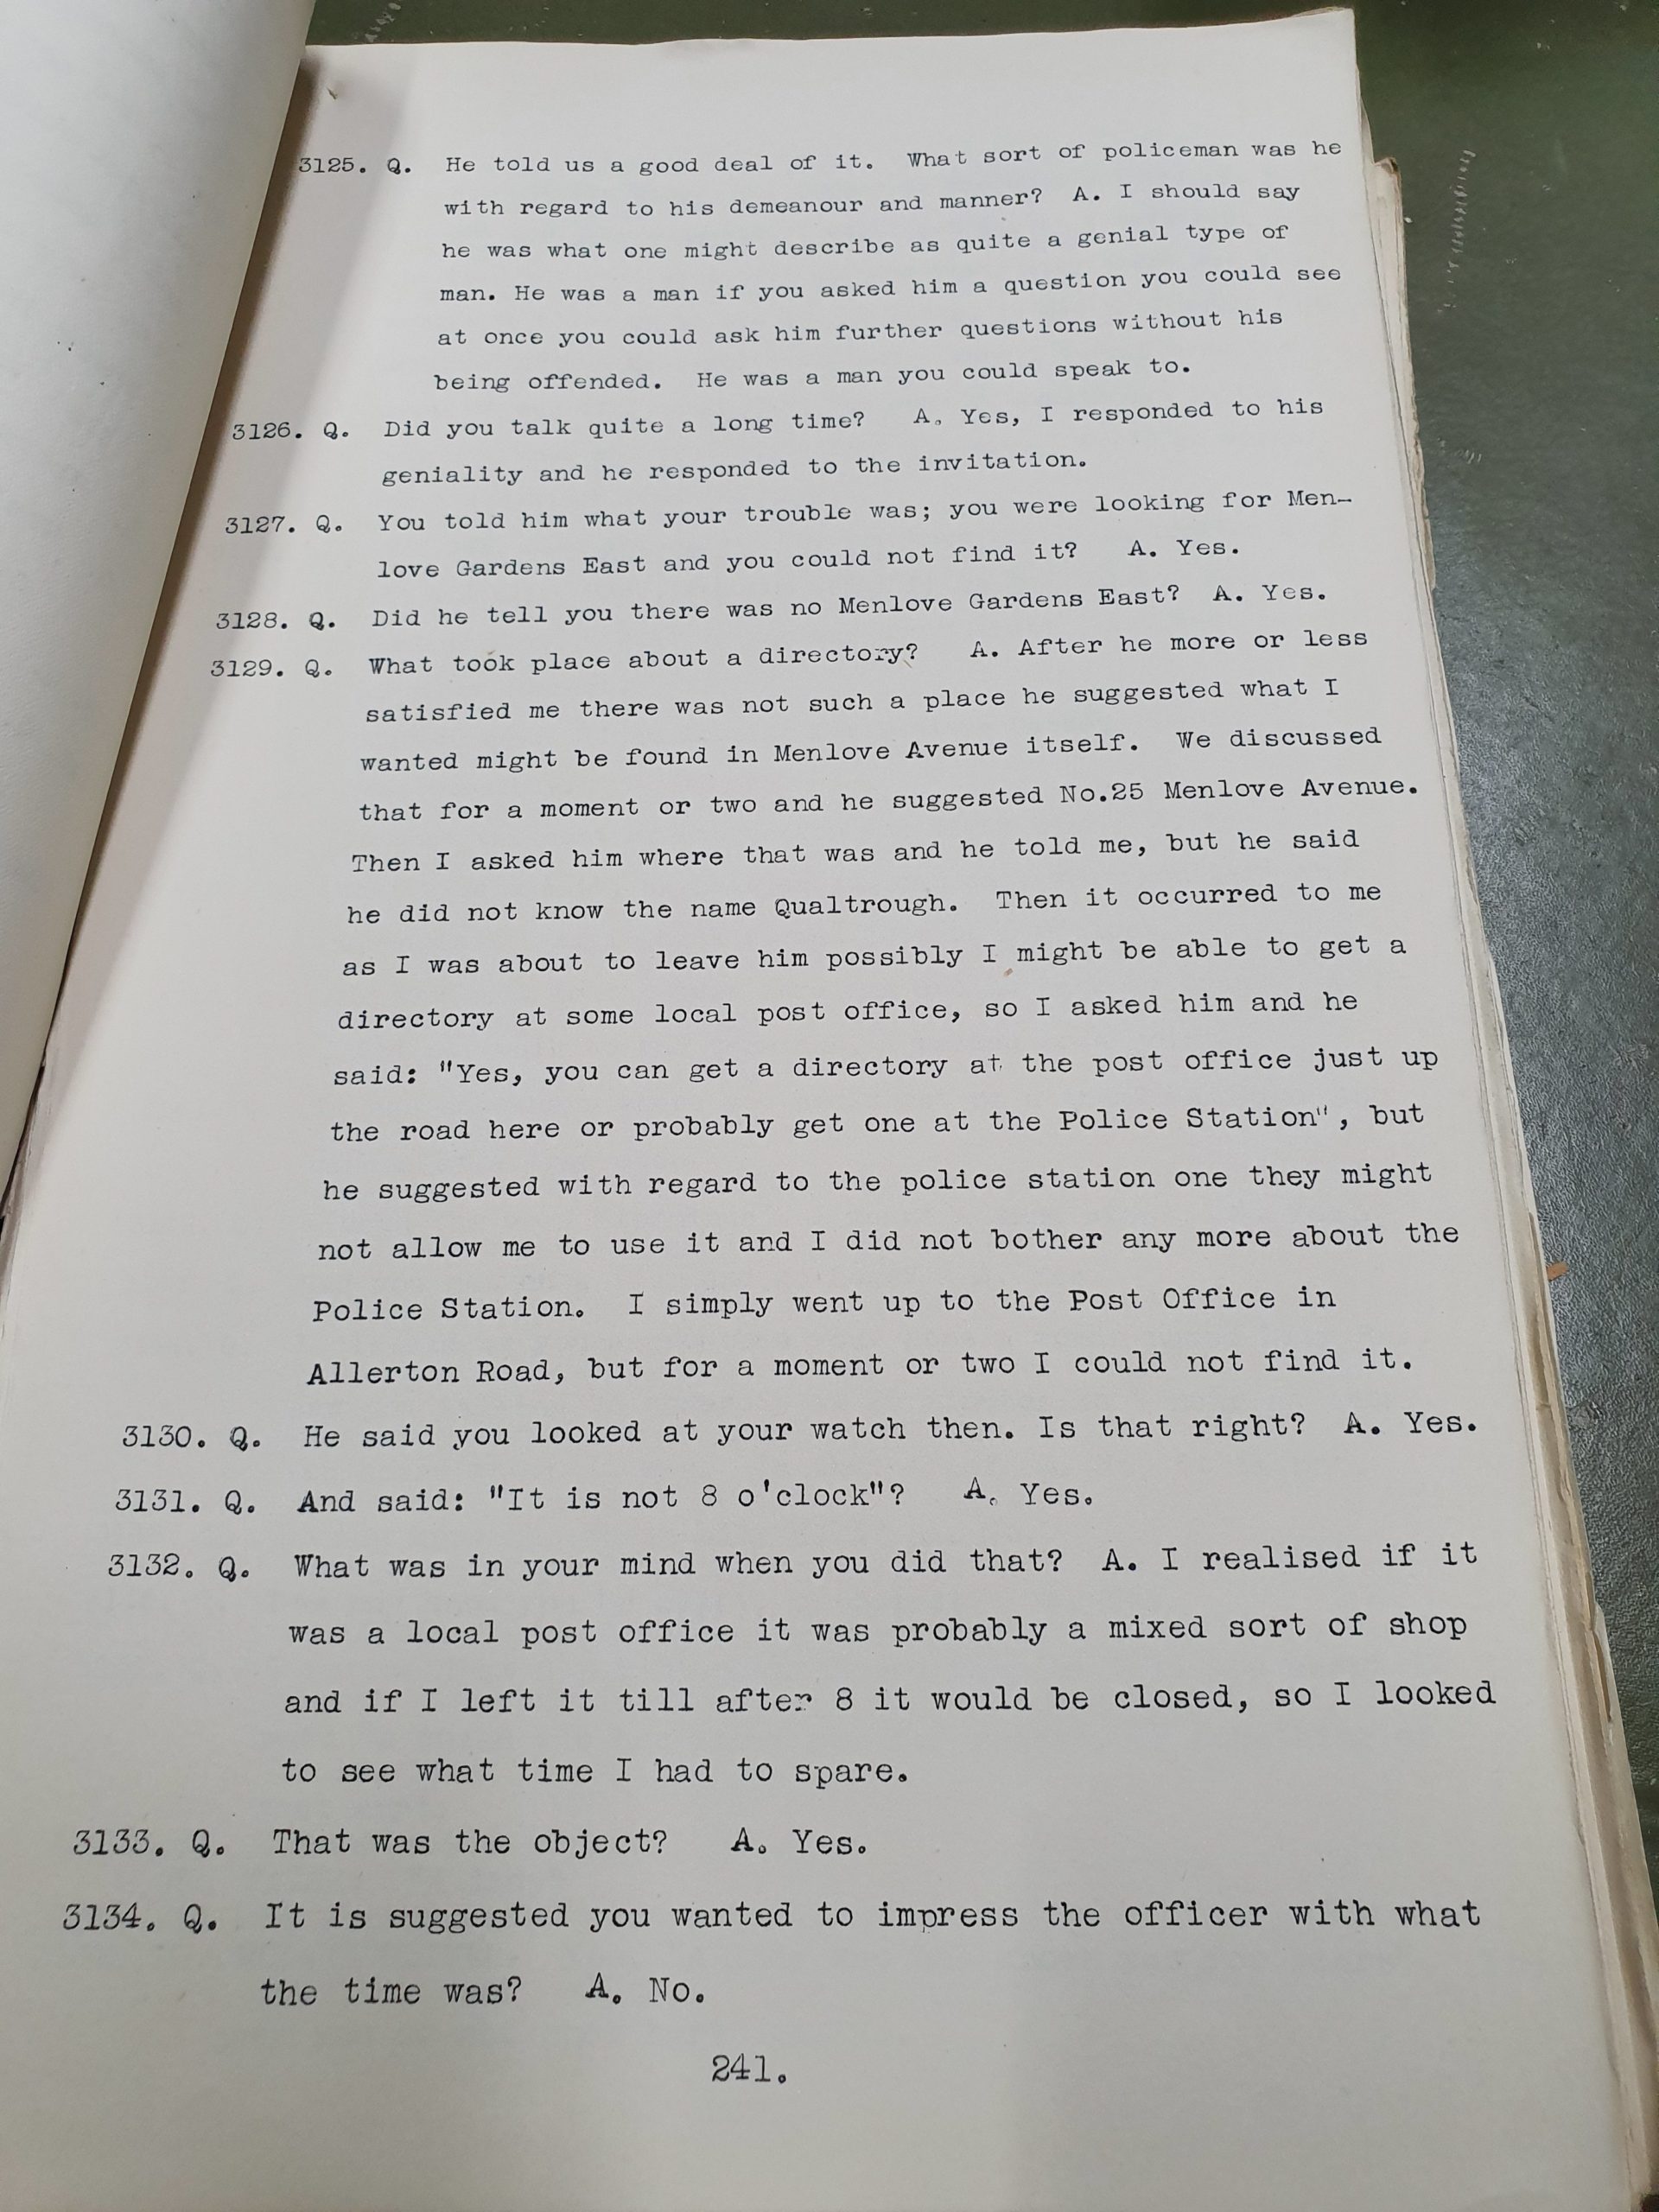 3125. Q. He told us a good deal of it. What sort of policeman was he
with regard to his demeanour and manner? A. I should say
he was what one might describe as quite a genial type of
man. He was a man if you asked him a question you could see
at once you could ask him further questions without his
being offended. He was a man you could speak to.
3126. Q. Did you talk quite a long time? A. Yes, I responded to his
geniality and he responded to the invitation.
3127. Q. You told him what your trouble was; you were looking for Men-
love Gardens East and you could not find it? A. Yes.
3128. Q. Did he tell you there was no Menlove Gardens East? A. Yes.
3129. Q. What took place about a directory? A. After he more or less
satisfied me there was not such a place he suggested what I
wanted might be found in Menlove Avenue itself. We discussed
that for a moment or two and he suggested No.25 Menlove Avenue.
Then I asked him where that was and he told me, but he said
he did not know the name Qualtrough. Then it occurred to me
as I was about to leave him possibly I might be able to get a
directory at some local post office, so I asked him and he
said: "Yes, you can get a directory at the post office just up
the road here or probably get one at the Police Station", but
he suggested with regard to the police station one they might
not allow me to use it and I did not bother any more about the
Police Station. I simply went up to the Post Office in
Allerton Road, but for a moment or two I could not find it.
3130. Q. He said you looked at your watch then. Is that right? A. Yes.
3131. Q. And said: "It is not 8 o'clock"? A. Yes.
3132. Q. What was in your mind when you did that? A. I realised if it
was a local post office it was probably a mixed sort of shop
and if I left it till after 8 it would be closed, so I looked
to see what time I had to spare.
3133. Q. That was the object? A. Yes.
3134. Q. It is suggested you wanted to impress the officer with what
the time was? A. No.
241.